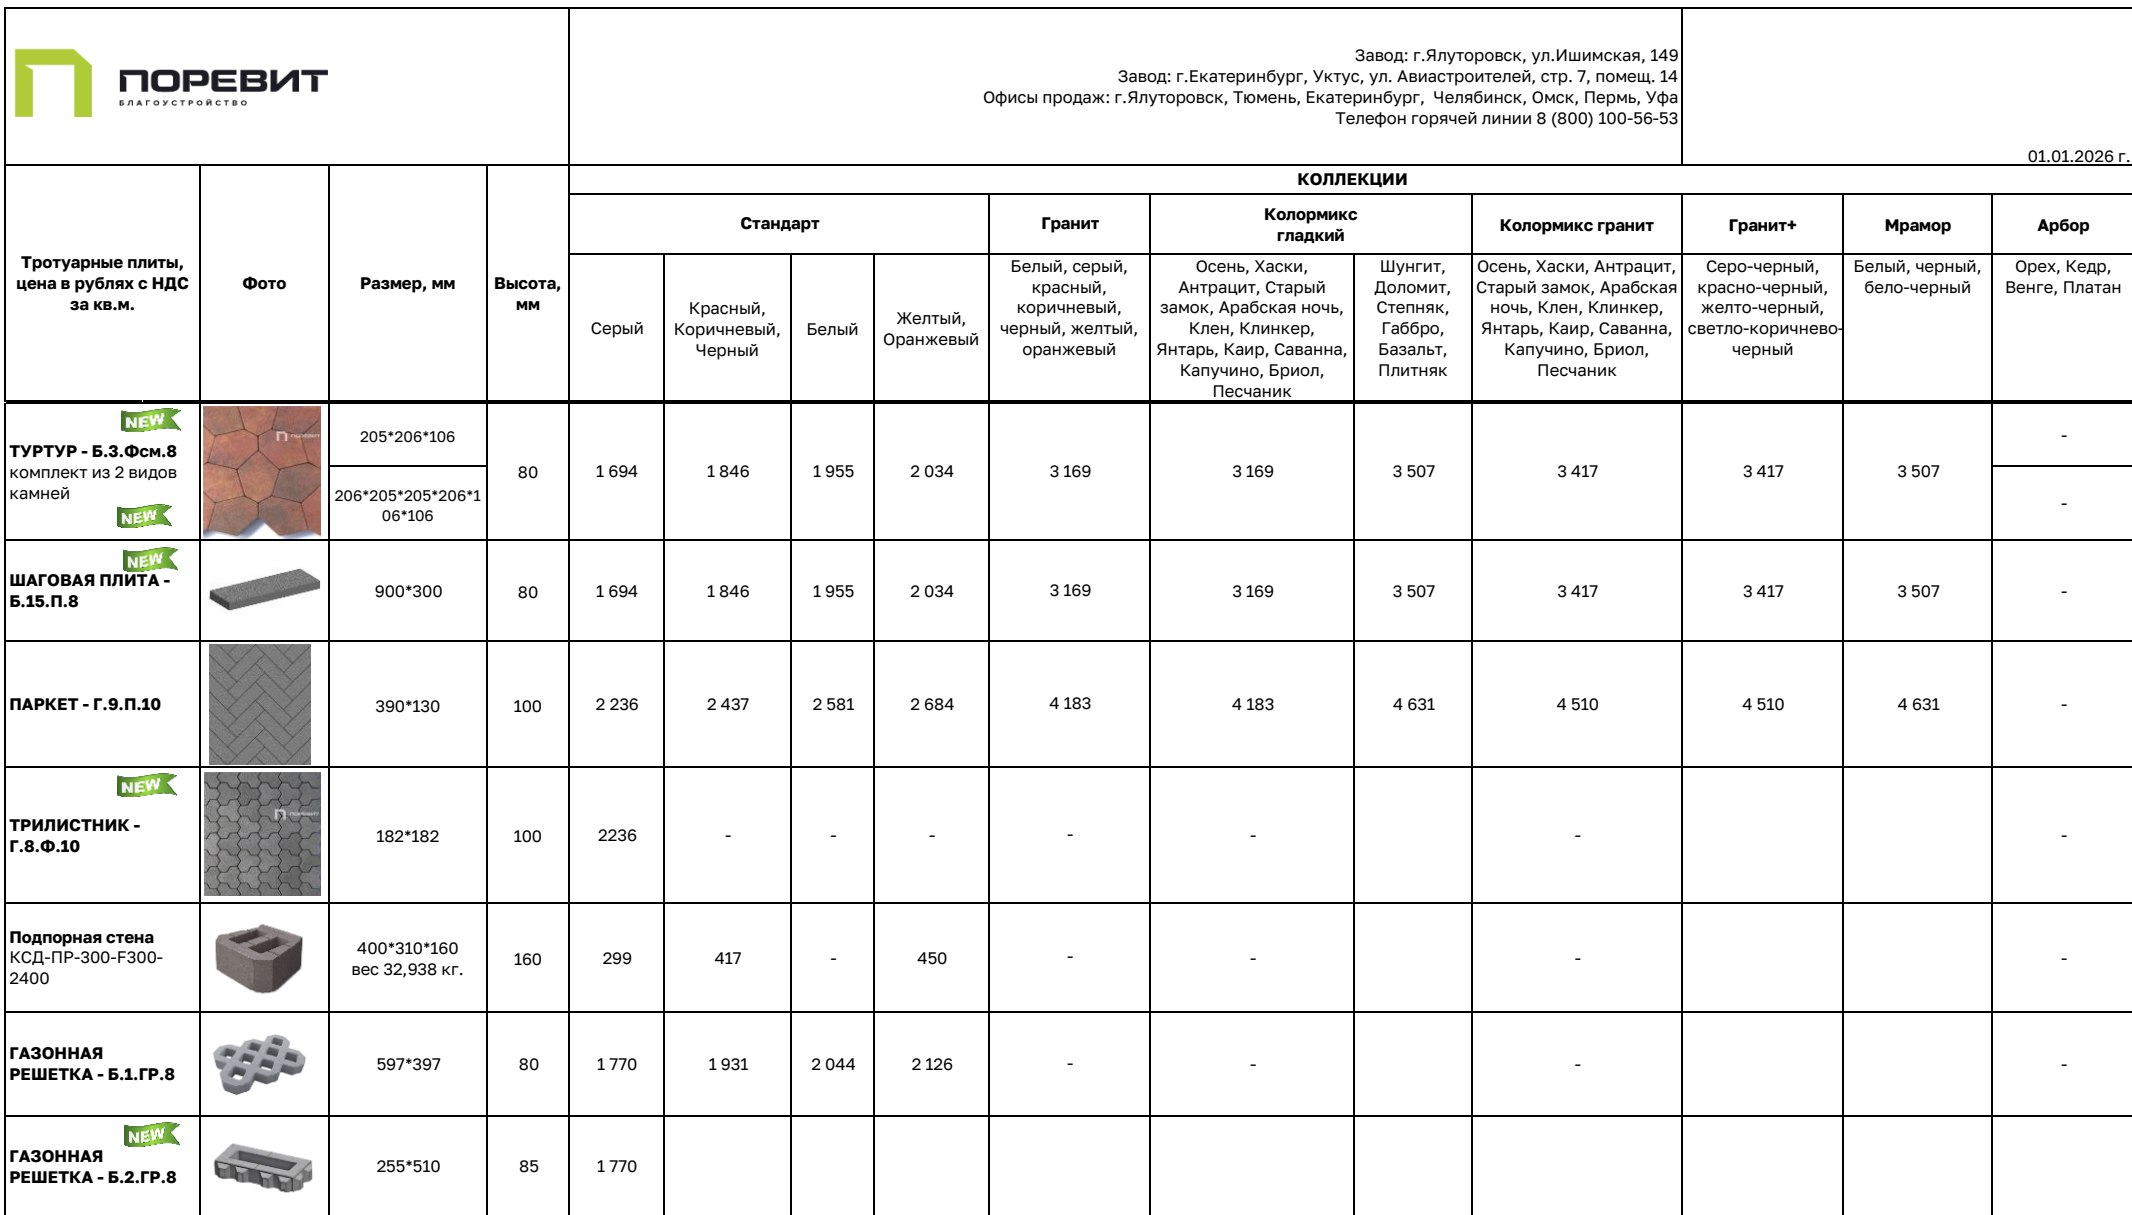 ПОРЕВИТ
БЛАГОУСТРОЙСТВО
Завод: г.Ялуторовск, ул.Ишимская, 149
Завод: г.Екатеринбург, Уктус, ул. Авиастроителей, стр. 7, помещ. 14
Офисы продаж: г.Ялуторовск, Тюмень, Екатеринбург, Челябинск, Омск, Пермь, Уфа
Телефон горячей линии 8 (800) 100-56-53
01.01.2026 г.
Тротуарные плиты,
цена в рублях с НДС
за кв.м.
Фото
Размер, мм
Высота,
мм
КОЛЛЕКЦИИ
Стандарт
Гранит
Колормикс
гладкий
Колормикс гранит
Гранит+
Мрамор
Арбор
Серый
Красный,
Коричневый,
Черный
Белый
Желтый,
Оранжевый
Белый, серый,
красный,
коричневый,
черный, желтый,
оранжевый
Осень, Хаски,
Антрацит, Старый
замок, Арабская ночь,
Клен, Клинкер,
Янтарь, Каир, Саванна,
Капучино, Бриол,
Песчаник
Шунгит,
Доломит,
Степняк,
Габбро,
Базальт,
Плитняк
Осень, Хаски, Антрацит,
Старый замок, Арабская
ночь, Клен, Клинкер,
Янтарь, Каир, Саванна,
Капучино, Бриол,
Песчаник
Серо-черный,
красно-черный,
желто-черный,
светло-коричнево-
черный
Белый, черный,
бело-черный
Орех, Кедр,
Венге, Платан
NEW
ТУРТУР - Б.3.Фсм.8
комплект из 2 видов
камней
NEW
ПОРЕВИТ
205*206*106
206*205*205*206*1
06*106
80
1 694
1 846
1 955
2 034
3 169
3 169
3 507
3 417
3 417
3 507
-
-
NEW
ШАГОВАЯ ПЛИТА -
Б.15.П.8
900*300
80
1 694
1 846
1 955
2 034
3 169
3 169
3 507
3 417
3 417
3 507
-
ПАРКЕТ - Г.9.П.10
390*130
100
2 236
2 437
2 581
2 684
4 183
4 183
4 631
4 510
4 510
4 631
-
NEW
ТРИЛИСТНИК -
Г.8.Ф.10
ПОРЕВИТ
182*182
100
2236
-
-
-
-
-
-
-
Подпорная стена
КСД-ПР-300-F300-
2400
400*310*160
вес 32,938 кг.
160
299
417
-
450
-
-
-
-
ГАЗОННАЯ
РЕШЕТКА - Б.1.ГР.8
597*397
80
1 770
1 931
2 044
2 126
-
-
-
-
NEW
ГАЗОННАЯ
РЕШЕТКА - Б.2.ГР.8
255*510
85
1 770